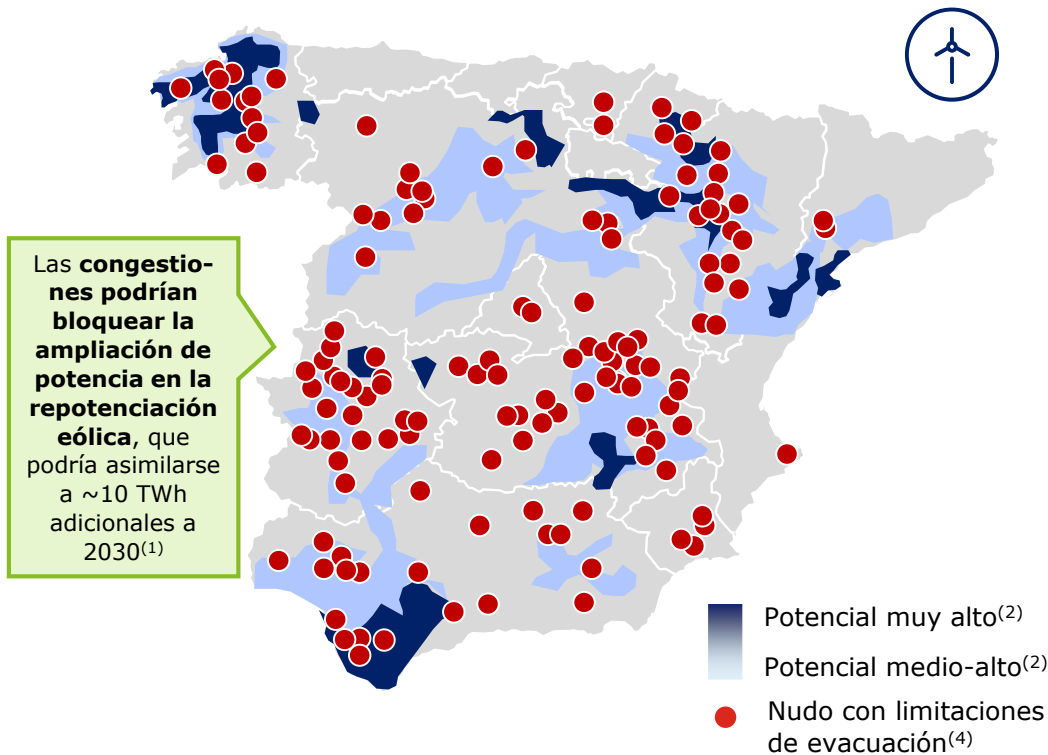 Las congestio-
nes podrían
bloquear la
ampliación de
potencia en la
repotenciación
eólica, que
podría asimilarse
a ~10 TWh
adicionales a
2030(1)
Potencial muy alto(2)
Potencial medio-alto(2)
Nudo con limitaciones
de evacuación(4)